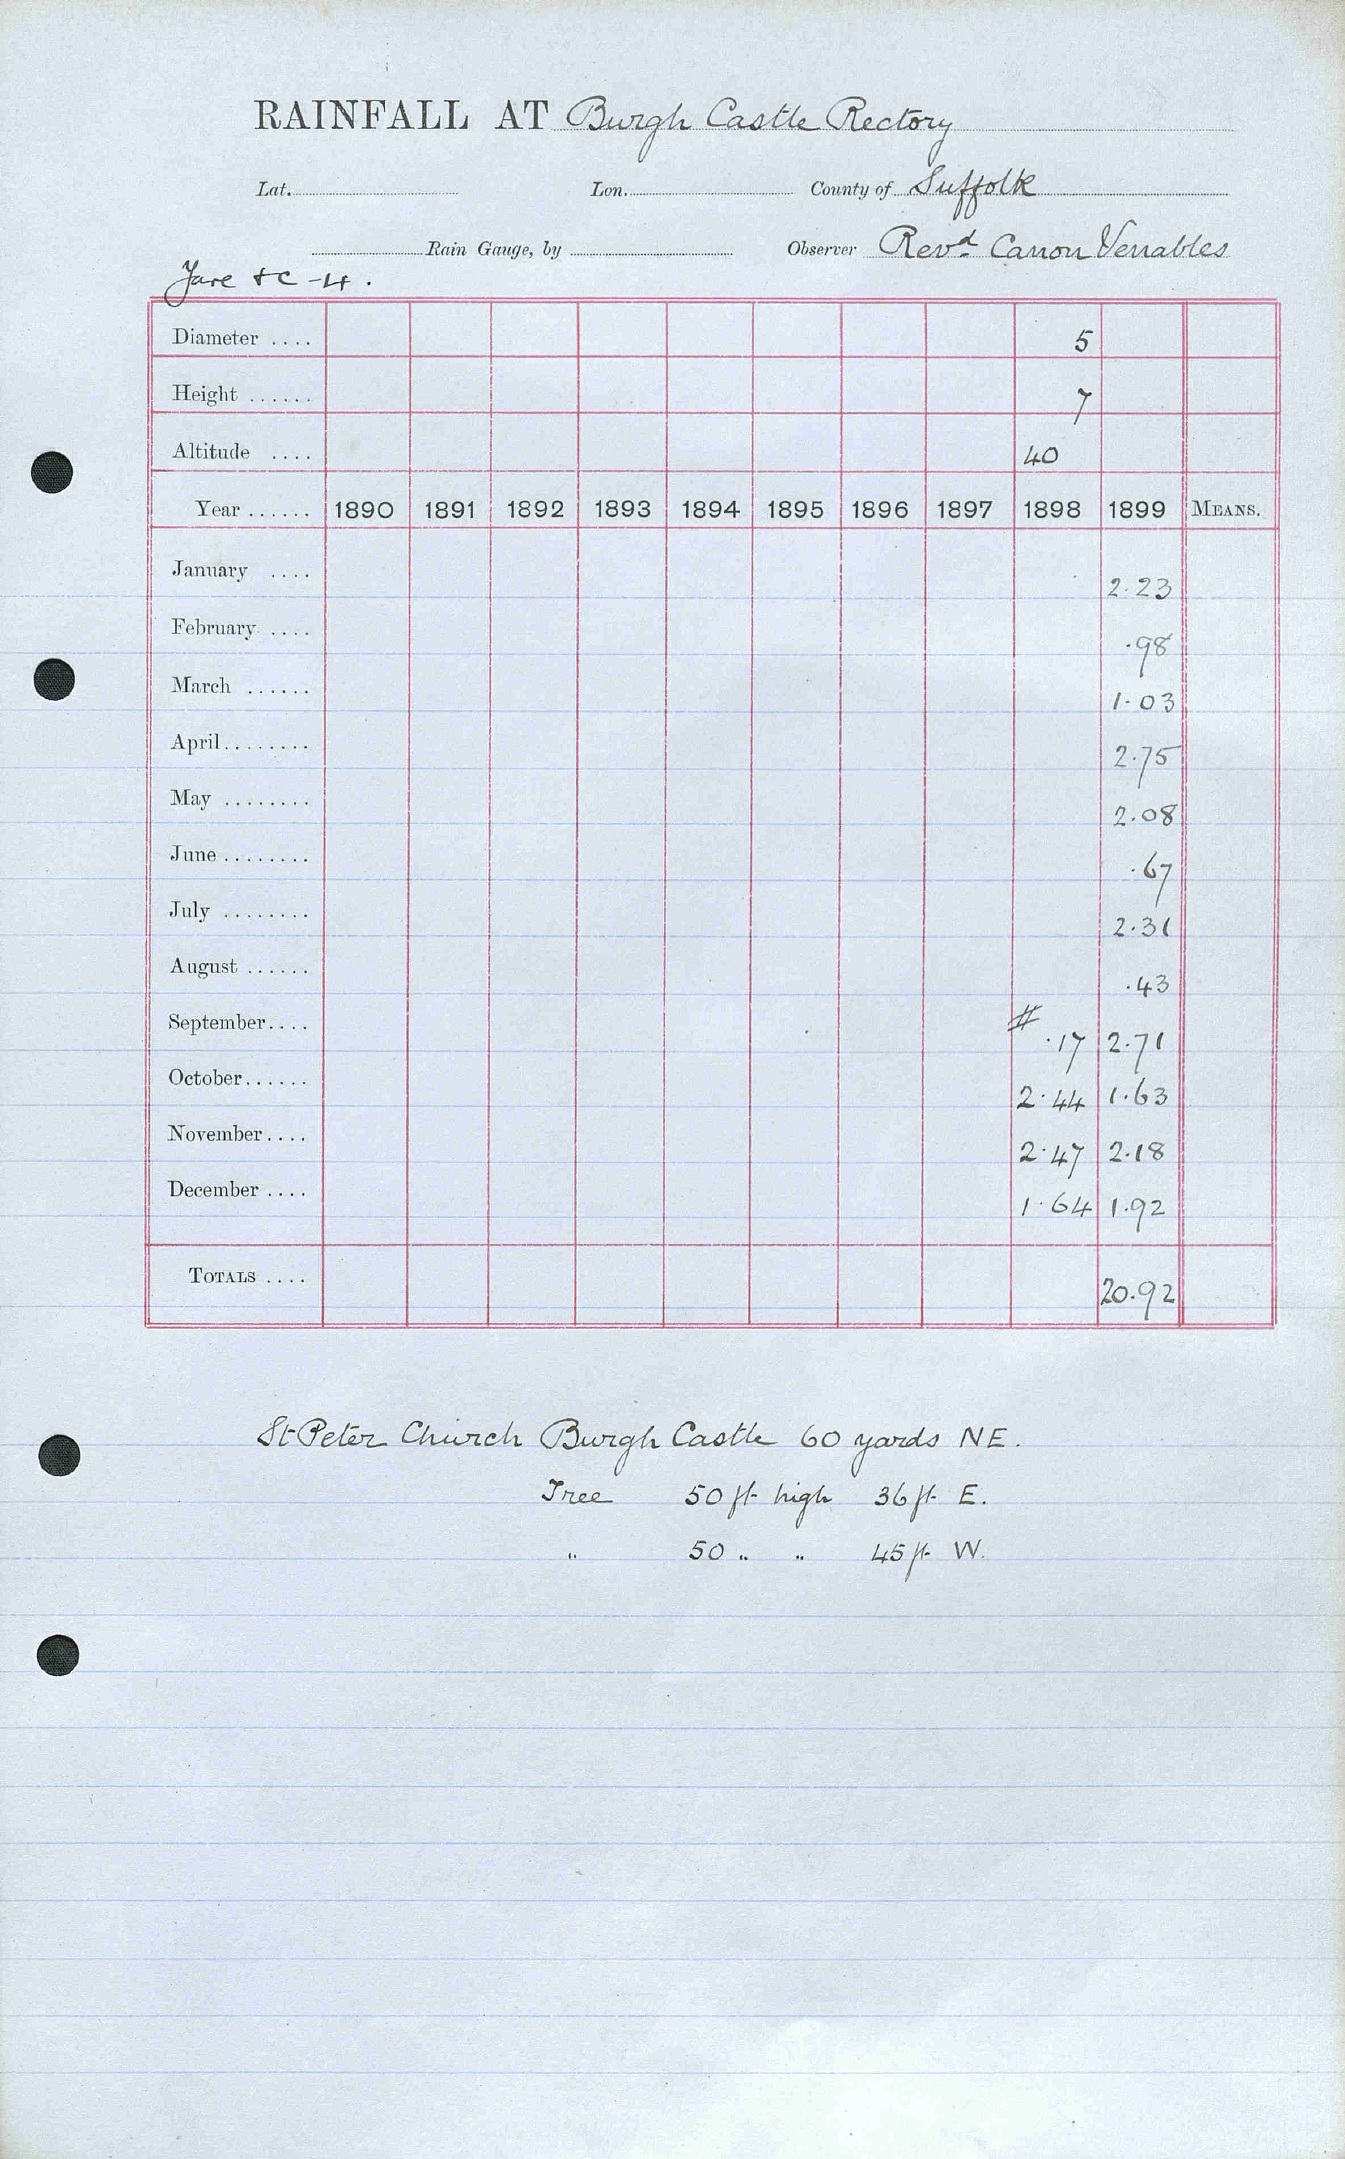 RAINFALL AT Burgh Castle Rectory
Lat. Lon. County of Suffolk
Rain Gauge, by Observer Revd. Canon Venables
Yare &c -4.
Diameter .... 5
Height ...... 7
Altitude .... 40
Year ...... 1890 1891 1892 1893 1894 1895 1896 1897 1898 1899 MEANS.
January .... 2.23
February .... .98
March ...... 1.03
April........ 2.75
May ........ 2.08
June ........ .67
July ........ 2.31
August ...... .43
September.... # .17 2.71
October...... 2.44 1.63
November.... 2.47 2.18
December .... 1.64 1.92
TOTALS .... 20.92
St Peter Church Burgh Castle 60 yards NE.
Tree 50 ft high 36 ft E.
" 50 " " 45 ft W.